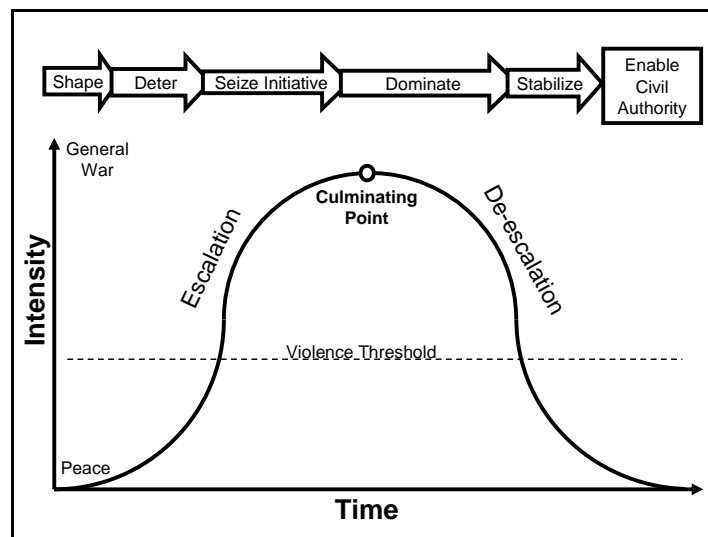 Shape
Deter
Seize Initiative
Dominate
Stabilize
Enable
Civil
Authority
General
War
Culminating
Point
Escalation
De-escalation
Intensity
Violence Threshold
Peace
Time